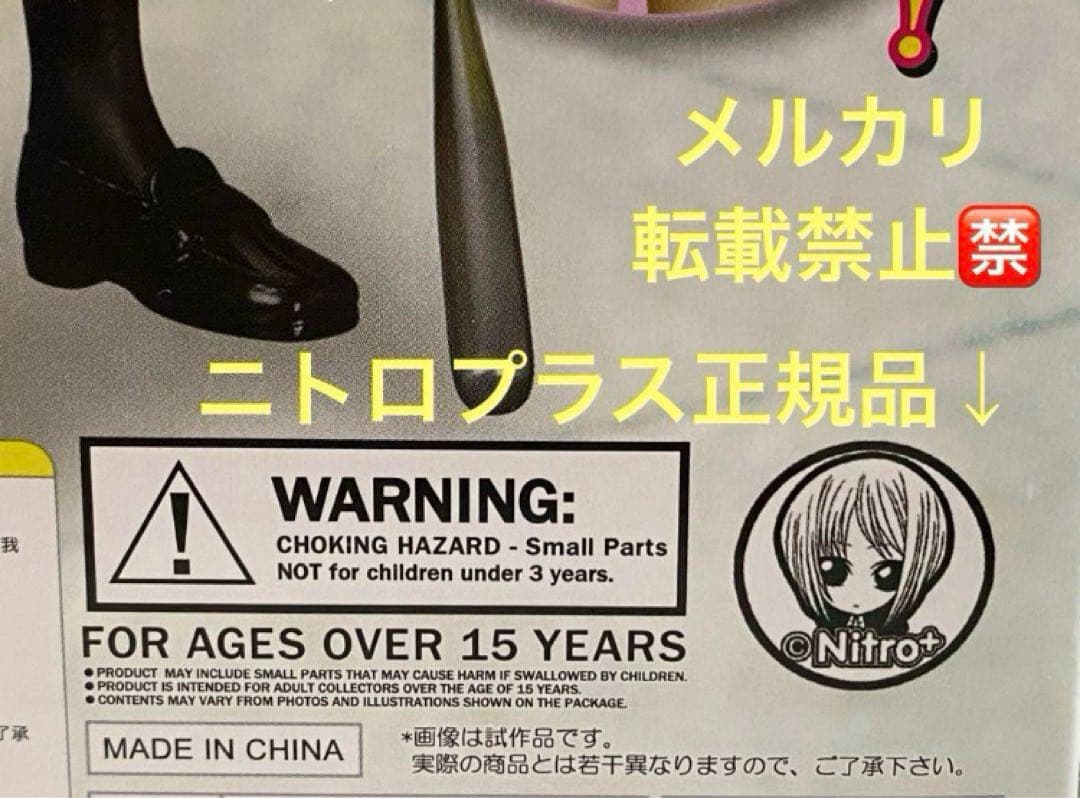 メルカリ
転載禁止禁
ニトロプラス正規品↓
WARNING:
CHOKING HAZARD - Small Parts
NOT for children under 3 years.
我
©Nitro+
FOR AGES OVER 15 YEARS
● PRODUCT MAY INCLUDE SMALL PARTS THAT MAY CAUSE HARM IF SWALLOWED BY CHILDREN.
● PRODUCT IS INTENDED FOR ADULT COLLECTORS OVER THE AGE OF 15 YEARS.
● CONTENTS MAY VARY FROM PHOTOS AND ILLUSTRATIONS SHOWN ON THE PACKAGE.
了承
MADE IN CHINA
*画像は試作品です。
実際の商品とは若干異なりますので、ご了承下さい。